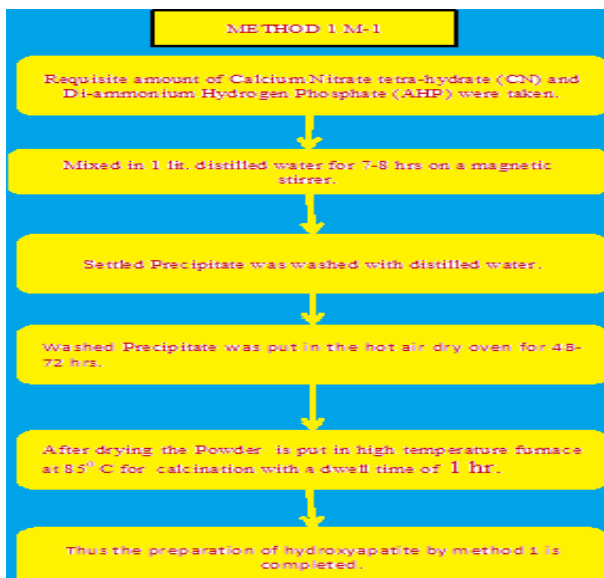 METHOD 1 M-1
Requisite amount of Calcium Nitrate tetra-hydrate (CN) and
Di-ammonium Hydrogen Phosphate (AHP) were taken.
Mixed in 1 lit. distilled water for 7-8 hrs on a magnetic
stirrer.
Settled Precipitate was washed with distilled water.
Washed Precipitate was put in the hot air dry oven for 48-
72 hrs.
After drying the Powder is put in high temperature furnace
at 85⁰ C for calcination with a dwell time of 1 hr.
Thus the preparation of hydroxyapatite by method 1 is
completed.